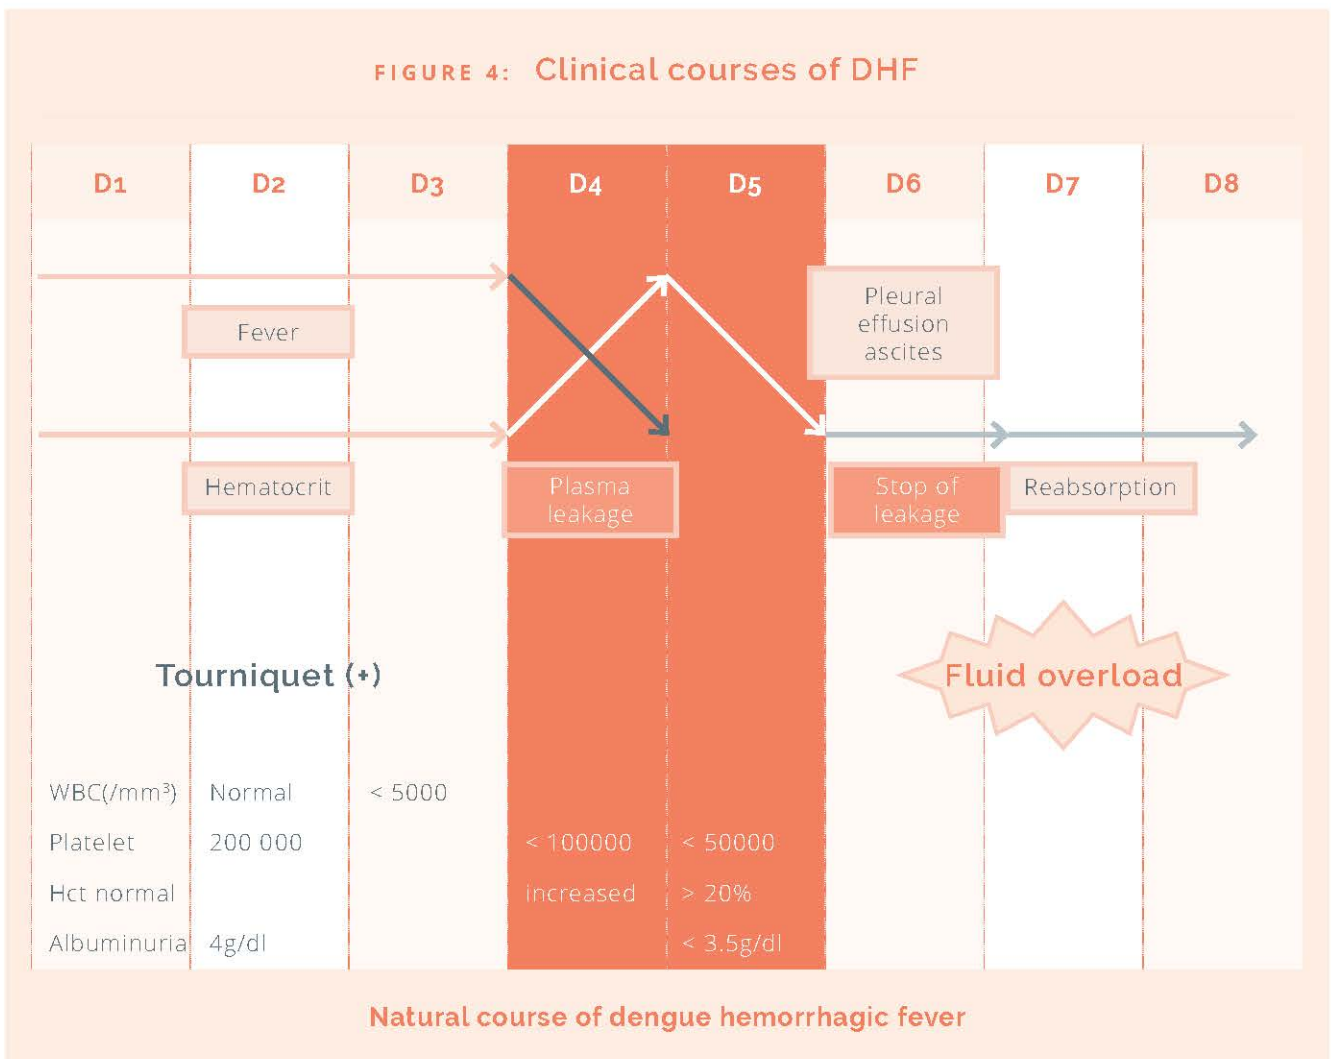 FIGURE 4: Clinical courses of DHF
D1 D2 D3 D4 D5 D6 D7 D8
Fever
Pleural
effusion
ascites
Hematocrit
Plasma
leakage
Stop of
leakage
Reabsorption
Tourniquet (+)
Fluid overload
WBC(/mm³) Normal < 5000
Platelet 200 000 < 100000 < 50000
Hct normal increased > 20%
Albuminuria 4g/dl < 3.5g/dl
Natural course of dengue hemorrhagic fever